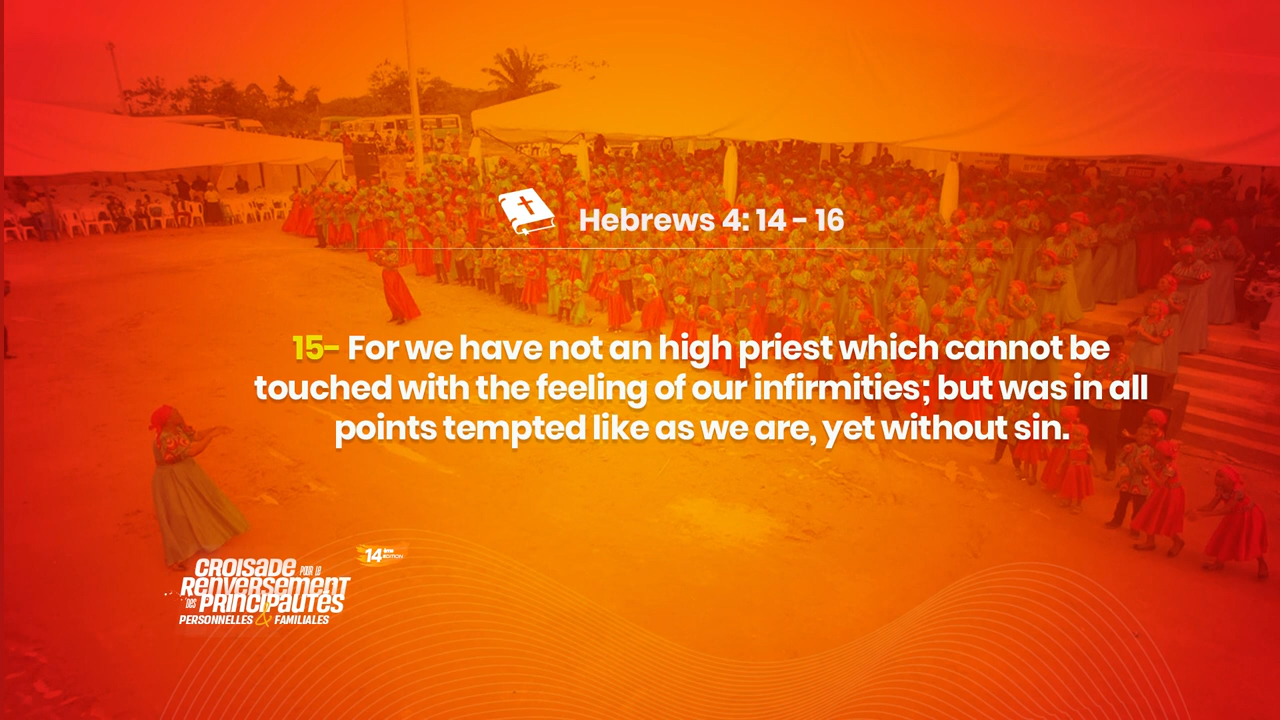 Hebrews 4: 14 - 16
15- For we have not an high priest which cannot be
touched with the feeling of our infirmities; but was in all
points tempted like as we are, yet without sin.
14ème EDITION
CROISADE POUR LE
RENVERSEMENT
DES PRINCIPAUTÉS
PERSONNELLES & FAMILIALES